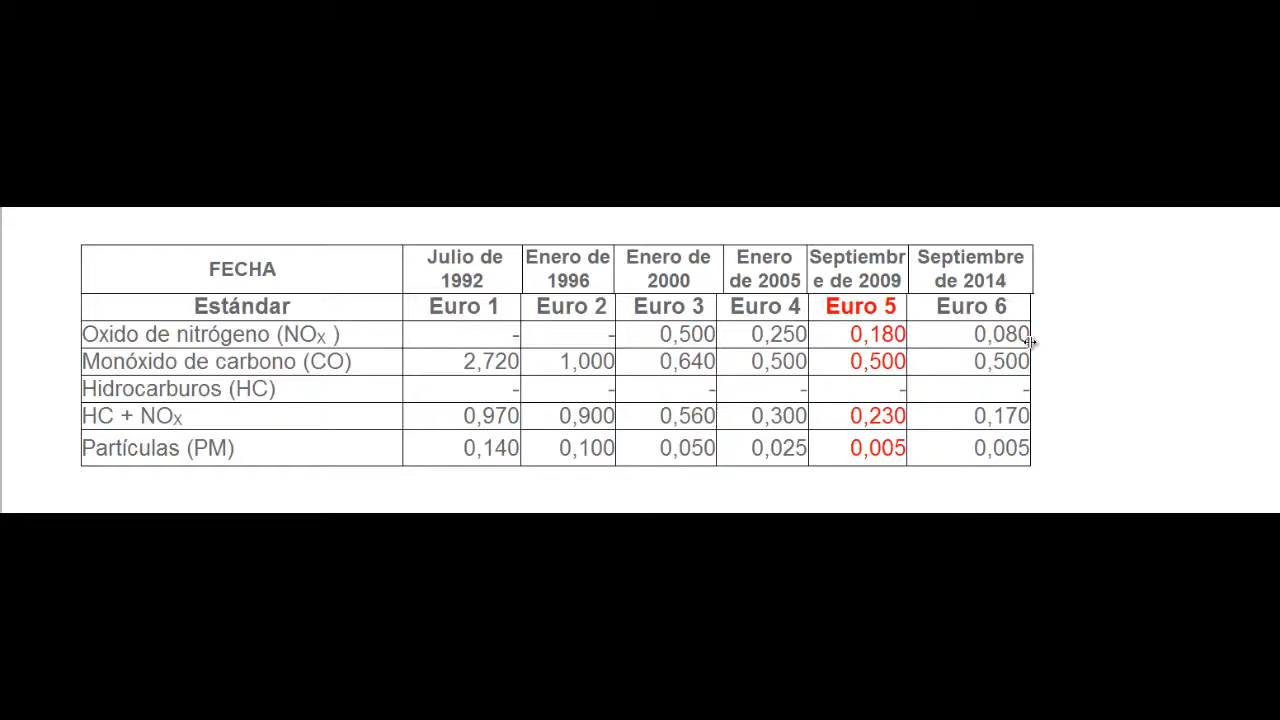 FECHA Julio de 1992 Enero de 1996 Enero de 2000 Enero de 2005 Septiembre de 2009 Septiembre de 2014
Estándar Euro 1 Euro 2 Euro 3 Euro 4 Euro 5 Euro 6
Oxido de nitrógeno (NOX ) - - 0,500 0,250 0,180 0,080
Monóxido de carbono (CO) 2,720 1,000 0,640 0,500 0,500 0,500
Hidrocarburos (HC) - - - - - -
HC + NOX 0,970 0,900 0,560 0,300 0,230 0,170
Partículas (PM) 0,140 0,100 0,050 0,025 0,005 0,005